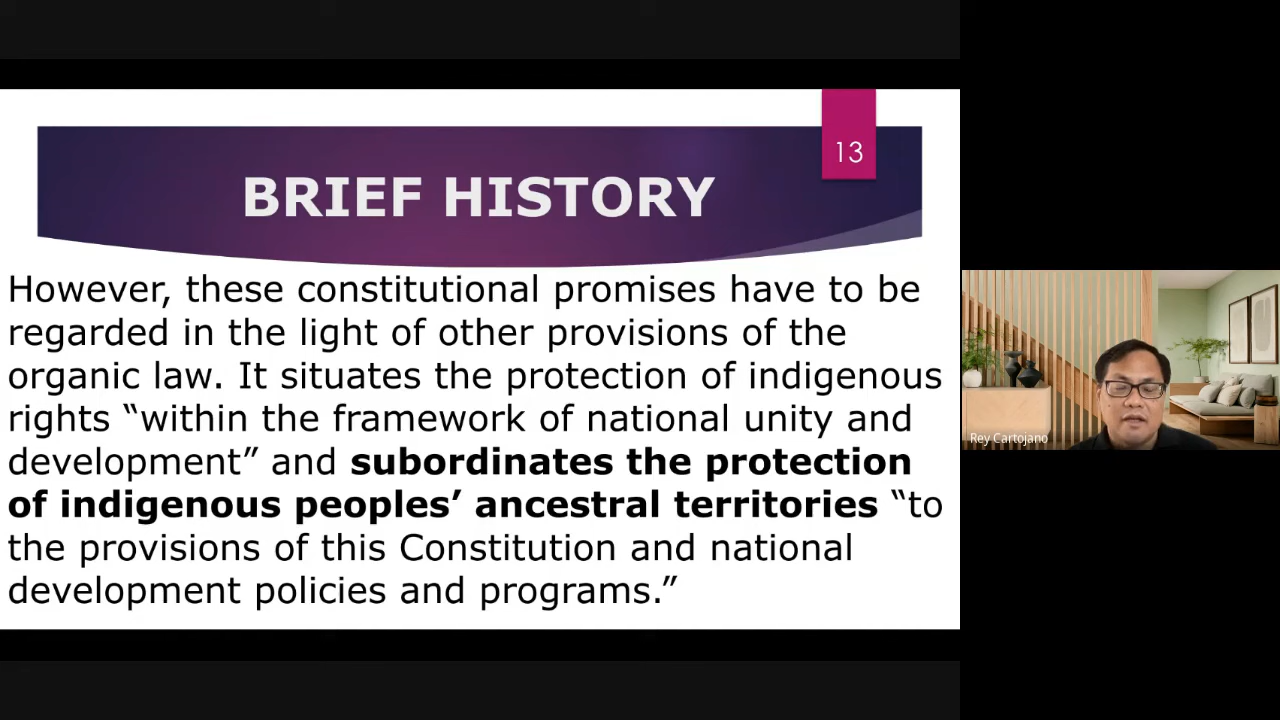 13
BRIEF HISTORY
However, these constitutional promises have to be
regarded in the light of other provisions of the
organic law. It situates the protection of indigenous
rights “within the framework of national unity and
development” and subordinates the protection
of indigenous peoples’ ancestral territories “to
the provisions of this Constitution and national
development policies and programs.”
Rey Cartojano